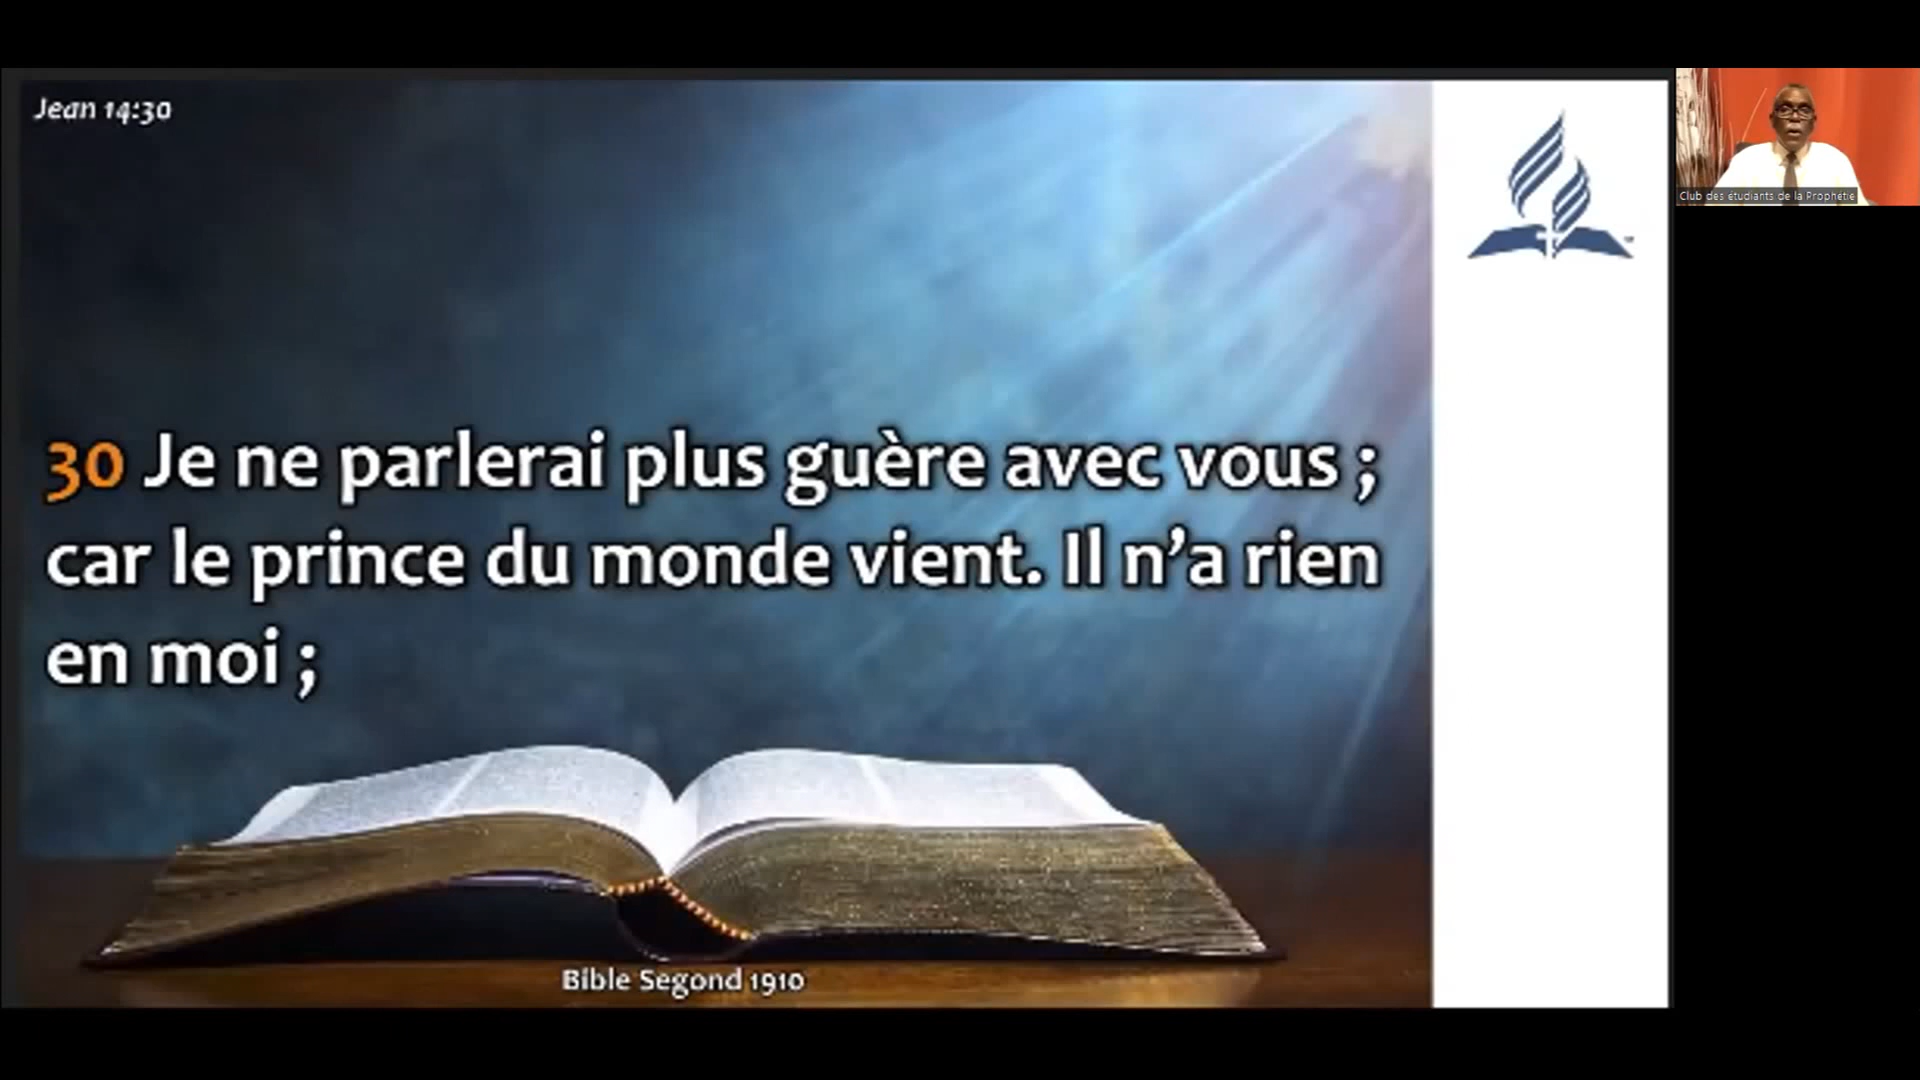 Jean 14:30
30 Je ne parlerai plus guère avec vous ;
car le prince du monde vient. Il n’a rien
en moi ;
Bible Segond 1910
Club des étudiants de la Prophétie